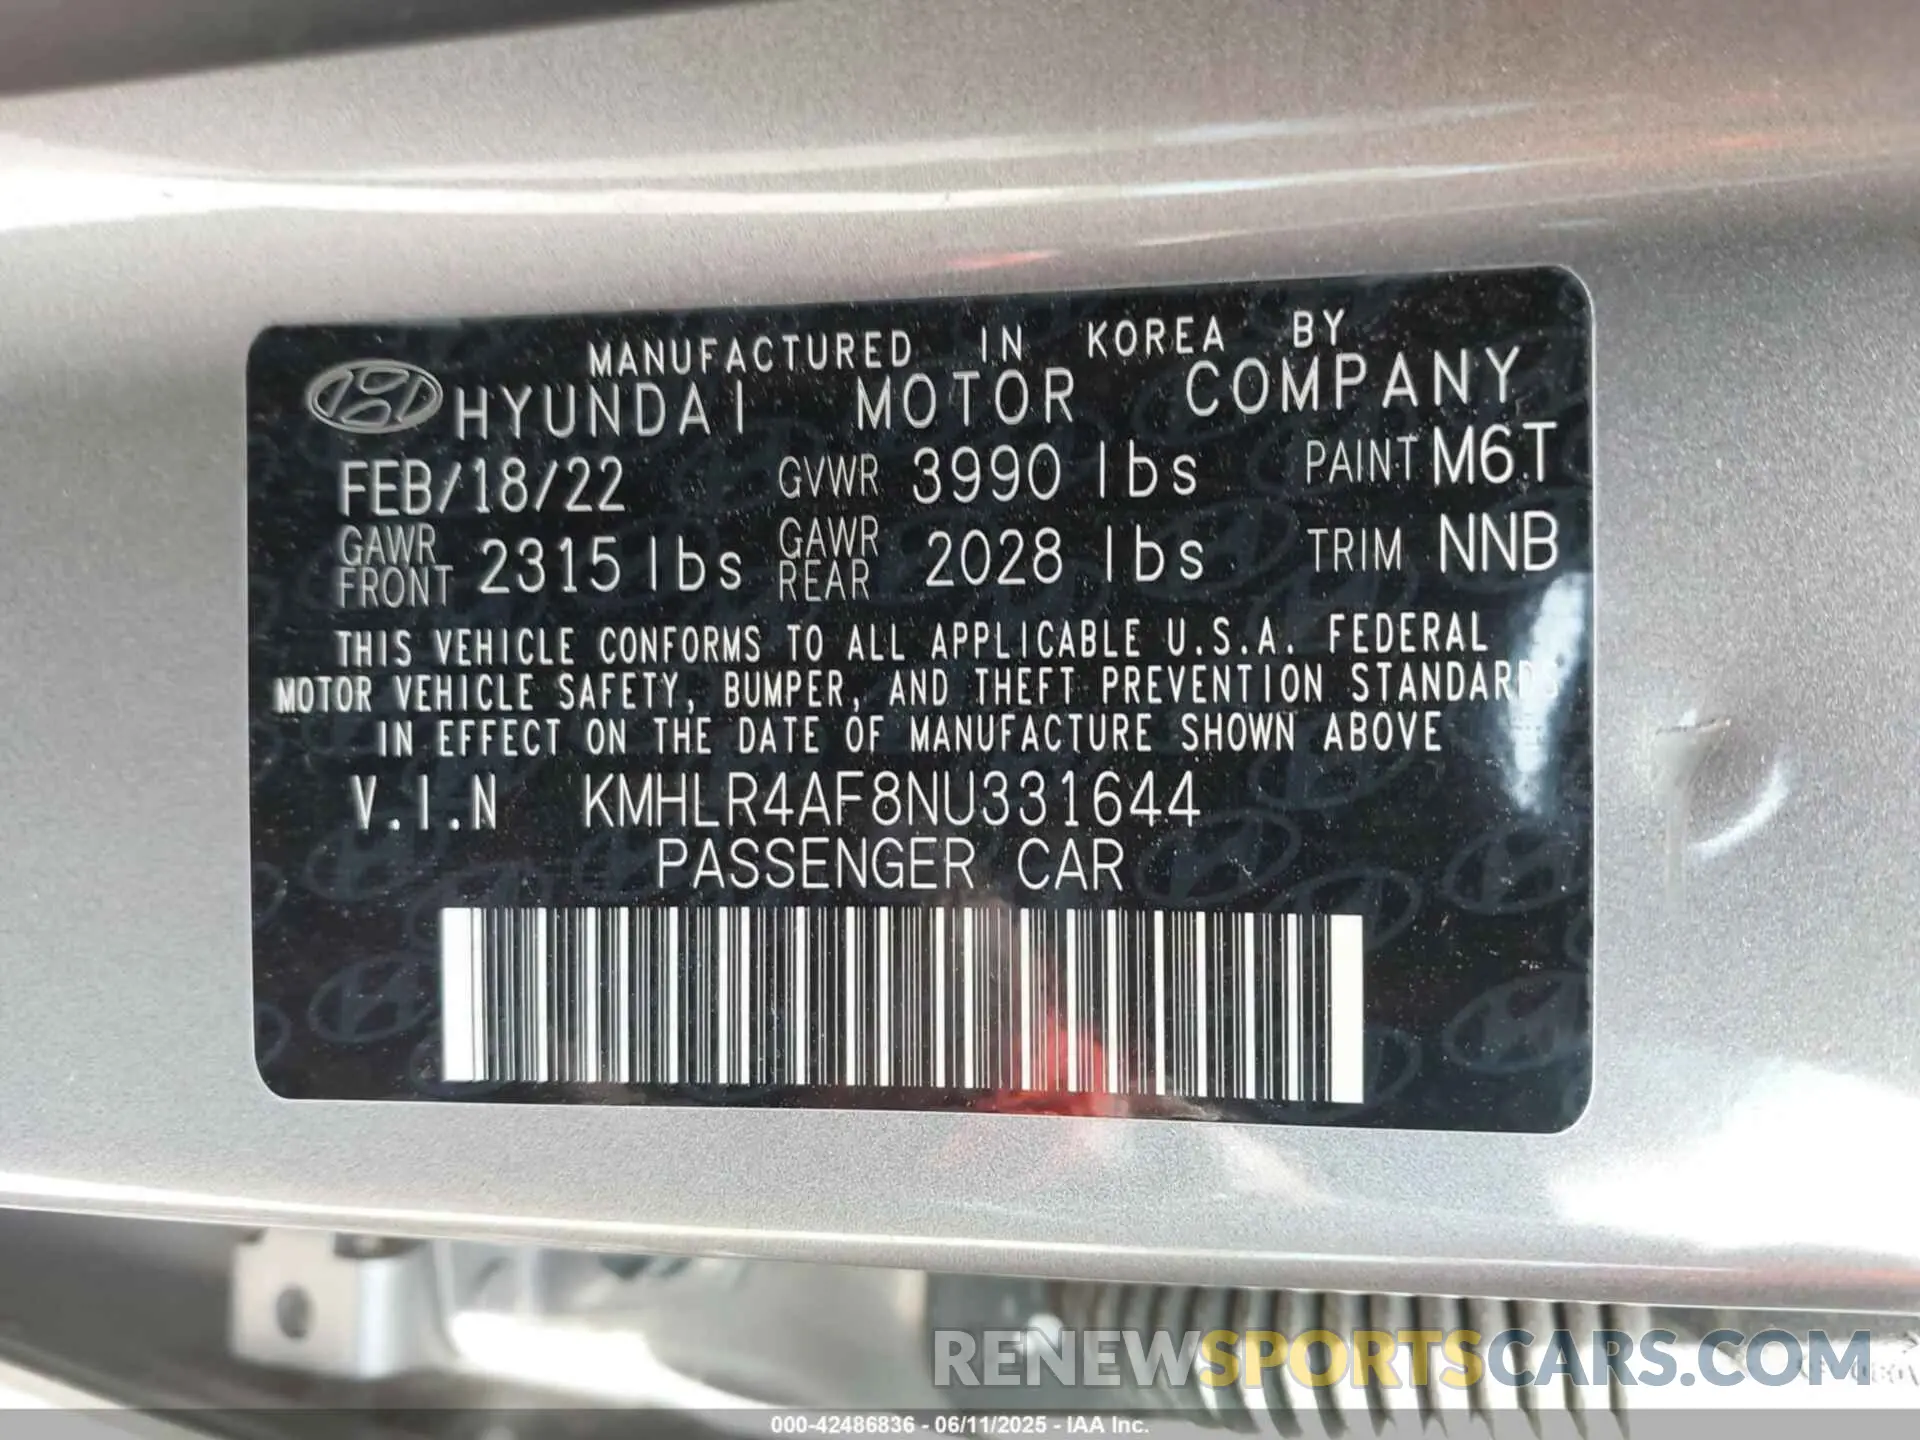 MANUFACTURED IN KOREA BY
HYUNDAI MOTOR COMPANY
FEB/18/22 GVWR 3990 lbs PAINT M6T
GAWR FRONT 2315 lbs GAWR REAR 2028 lbs TRIM NNB
THIS VEHICLE CONFORMS TO ALL APPLICABLE U.S.A. FEDERAL
MOTOR VEHICLE SAFETY, BUMPER, AND THEFT PREVENTION STANDARDS
IN EFFECT ON THE DATE OF MANUFACTURE SHOWN ABOVE
V.I.N KMHLR4AF8NU331644
PASSENGER CAR
RENEWSPORTSCARS.COM
000-42486836 - 06/11/2025 - IAA Inc.